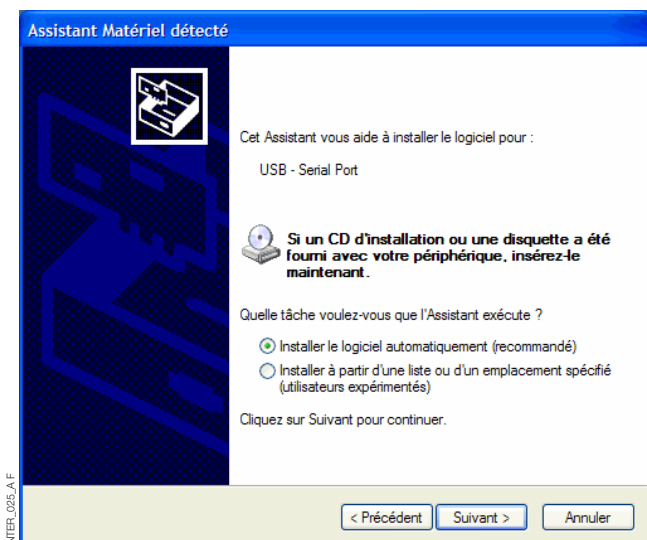 Assistant Matériel détecté
Cet Assistant vous aide à installer le logiciel pour :
USB - Serial Port
Si un CD d'installation ou une disquette a été
fourni avec votre périphérique, insérez-le
maintenant.
Quelle tâche voulez-vous que l'Assistant exécute ?
Installer le logiciel automatiquement (recommandé)
Installer à partir d'une liste ou d'un emplacement spécifié
(utilisateurs expérimentés)
Cliquez sur Suivant pour continuer.
< Précédent
Suivant >
Annuler